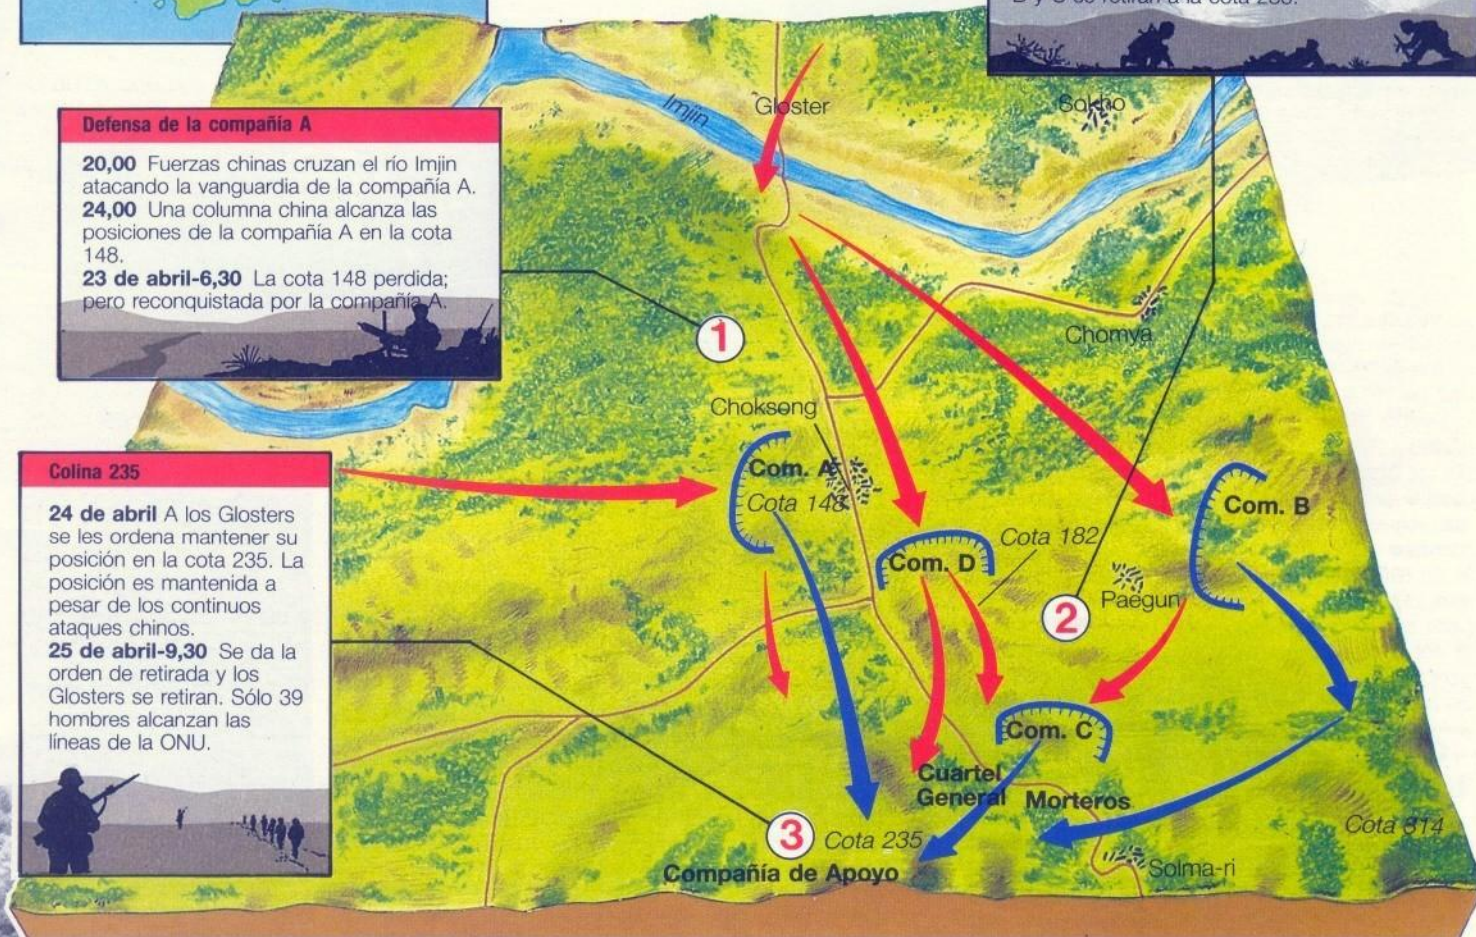 B y C se retiran a la cota 235.
Defensa de la compañía A
20,00 Fuerzas chinas cruzan el río Imjin
atacando la vanguardia de la compañía A.
24,00 Una columna china alcanza las
posiciones de la compañía A en la cota
148.
23 de abril-6,30 La cota 148 perdida;
pero reconquistada por la compañía A.
Imjin
Gloster
Sokho
1
Chomya
Choksong
Com. A
Cota 148
Com. B
Com. D
Cota 182
Paegun
2
Colina 235
24 de abril A los Glosters
se les ordena mantener su
posición en la cota 235. La
posición es mantenida a
pesar de los continuos
ataques chinos.
25 de abril-9,30 Se da la
orden de retirada y los
Glosters se retiran. Sólo 39
hombres alcanzan las
líneas de la ONU.
Com. C
Cuartel
General
Morteros
3
Cota 235
Cota 314
Compañía de Apoyo
Solma-ri